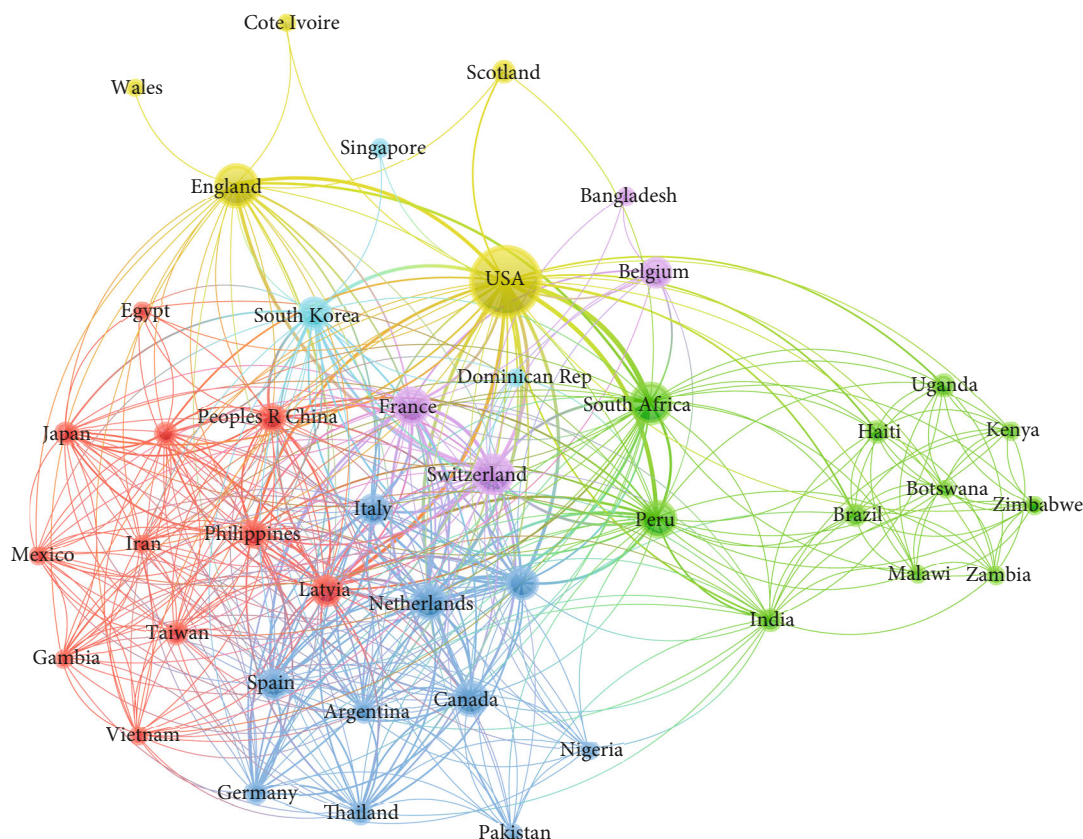 Cote Ivoire
Scotland
Wales
Singapore
England
Bangladesh
USA
Belgium
Egypt
South Korea
Dominican Rep
Uganda
South Africa
France
Peoples R China
Japan
Haiti
Kenya
Switzerland
Botswana
Zimbabwe
Italy
Brazil
Peru
Philippines
Iran
Mexico
Malawi
Zambia
Latvia
Netherlands
India
Taiwan
Gambia
Spain
Canada
Argentina
Vietnam
Nigeria
Germany
Thailand
Pakistan